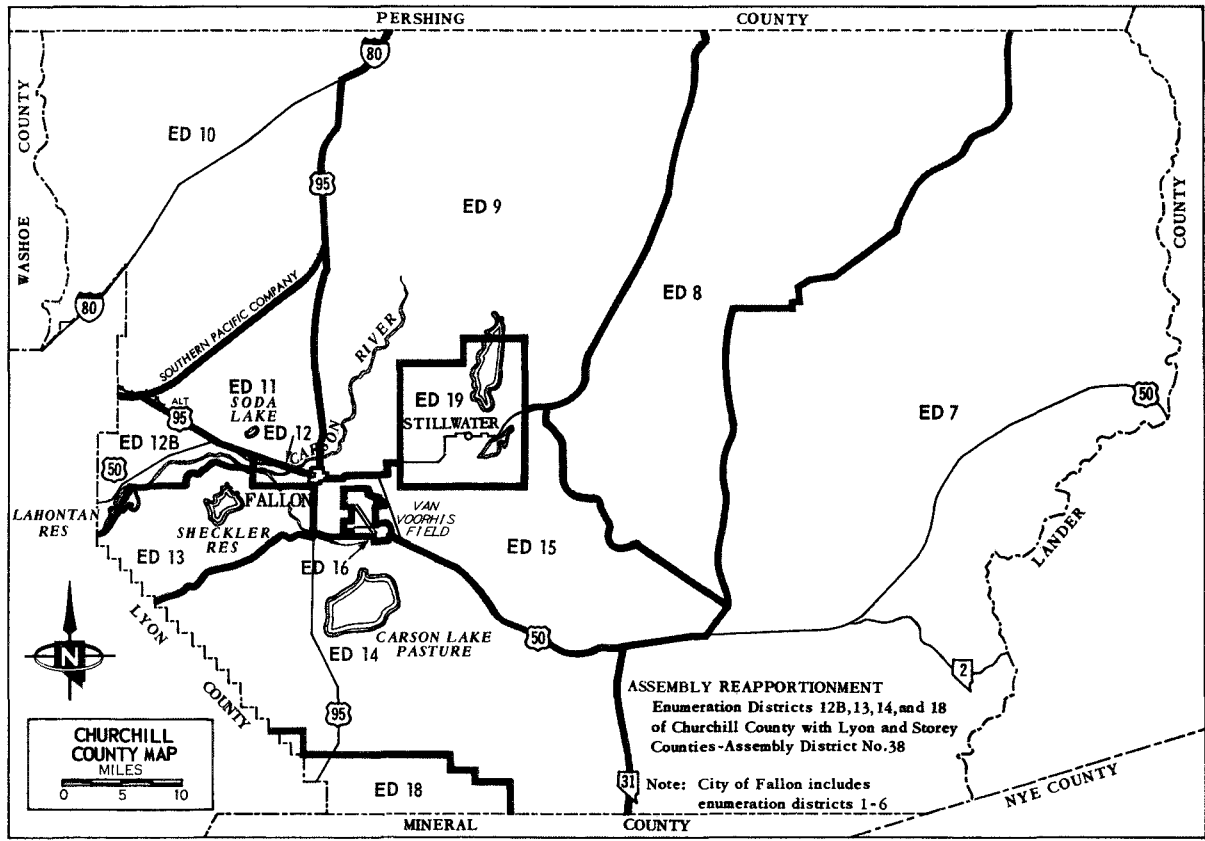 PERSHING COUNTY
80
WASHOE COUNTY
ED 10
95
ED 9
COUNTY
ED 8
80
SOUTHERN PACIFIC COMPANY
RIVER
ED 11
SODA
LAKE
ALT
95
ED 19
STILLWATER
ED 7
50
ED 12B
ED 12
CARSON
50
FALLON
VAN
VOORHIS
FIELD
LAHONTAN
RES
SHECKLER
RES
LANDER
ED 13
ED 16
ED 15
LYON
CARSON LAKE
PASTURE
50
N
ED 14
2
COUNTY
95
ASSEMBLY REAPPORTIONMENT
Enumeration Districts 12B,13,14,and 18
of Churchill County with Lyon and Storey
Counties-Assembly District No.38
CHURCHILL
COUNTY MAP
MILES
0 5 10
31
Note: City of Fallon includes
enumeration districts 1-6
ED 18
NYE COUNTY
MINERAL COUNTY